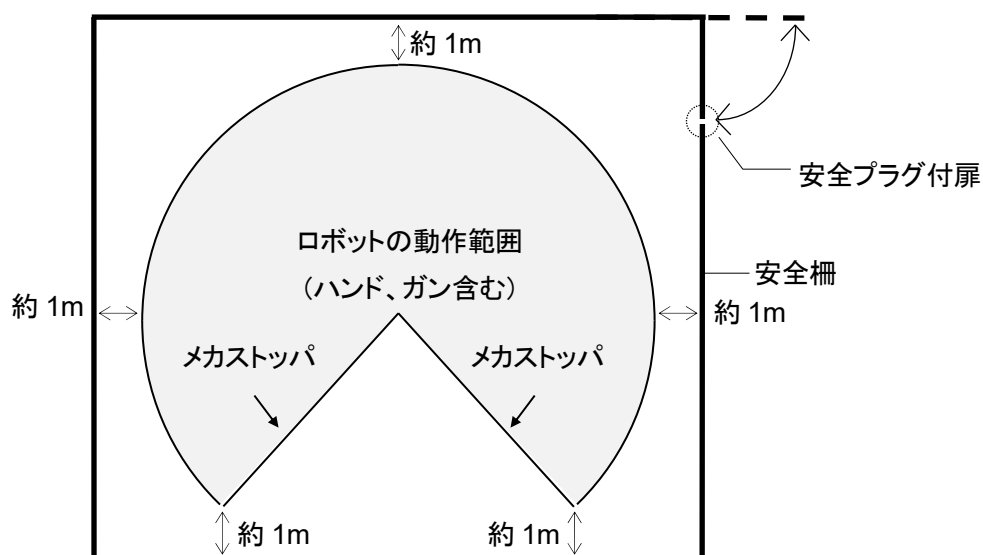 約 1m
安全プラグ付扉
ロボットの動作範囲
（ハンド、ガン含む）
安全柵
約 1m
約 1m
メカストッパ
メカストッパ
約 1m
約 1m